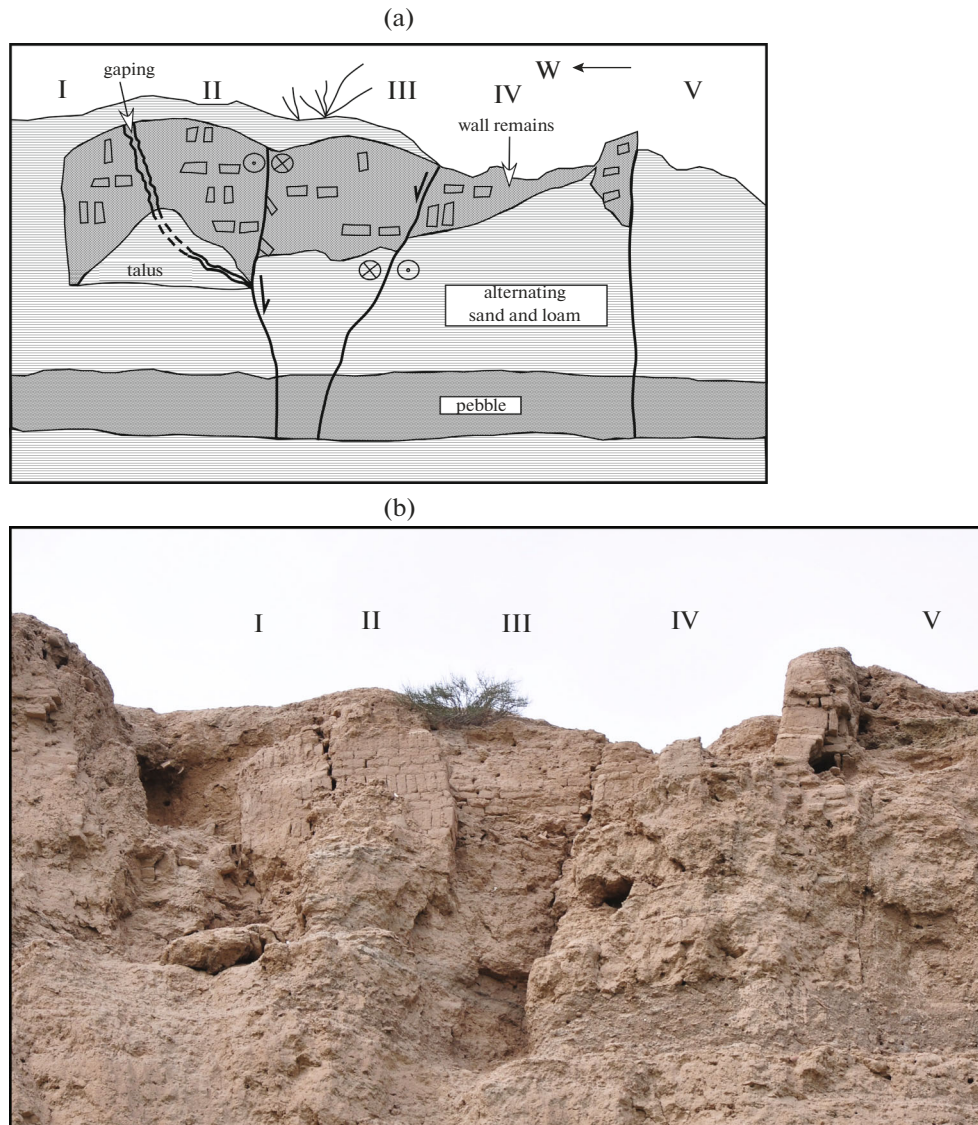 (a)
I II III W IV V
gaping
wall remains
talus
alternating
sand and loam
pebble
(b)
I II III IV V